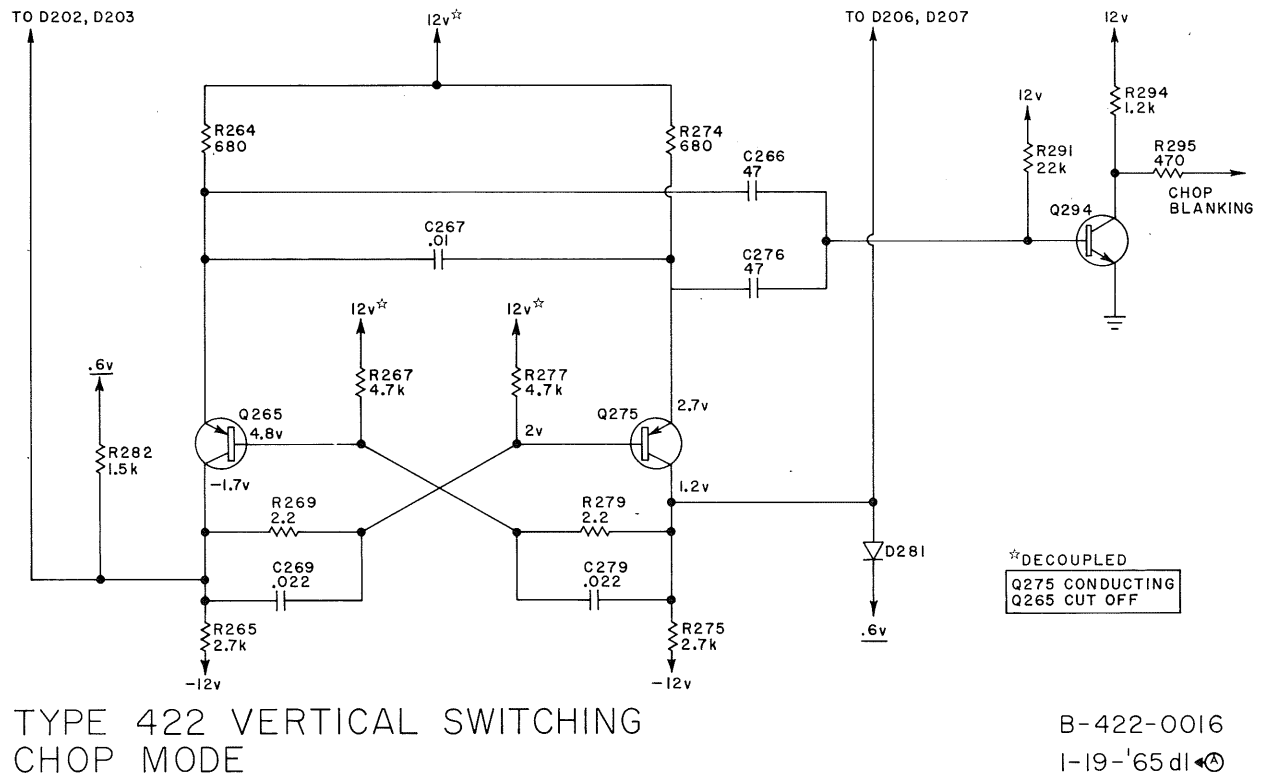 TO D202, D203
12v☆
TO D206, D207
12v
R264
680
R274
680
12v
R294
1.2k
C266
47
R291
22k
R295
470
CHOP
BLANKING
Q294
C267
.01
C276
47
12v☆
12v☆
.6v
R267
4.7k
R277
4.7k
Q265
4.8v
Q275
2.7v
2v
R282
1.5k
-1.7v
1.2v
R269
2.2
R279
2.2
D281
C269
.022
C279
.022
☆DECOUPLED
Q275 CONDUCTING
Q265 CUT OFF
R265
2.7k
R275
2.7k
.6v
-12v
-12v
TYPE 422 VERTICAL SWITCHING
CHOP MODE
B-422-0016
1-19-'65 dl Ⓐ